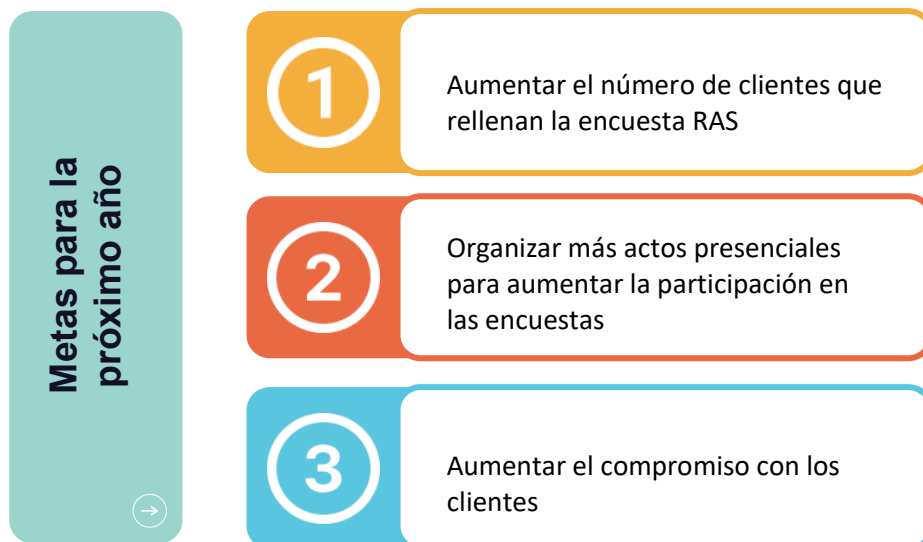 Metas para la
próximo año
1
Aumentar el número de clientes que
rellenan la encuesta RAS
2
Organizar más actos presenciales
para aumentar la participación en
las encuestas
3
Aumentar el compromiso con los
clientes